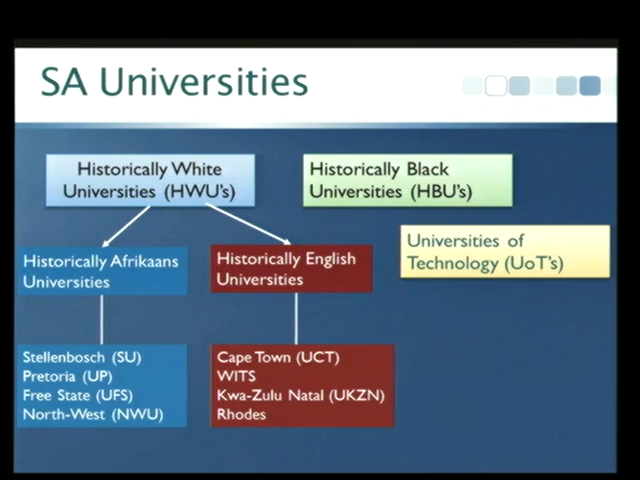 SA Universities
Historically White
Universities (HWU's)
Historically Black
Universities (HBU's)
Universities of
Technology (UoT's)
Historically Afrikaans
Universities
Historically English
Universities
Stellenbosch (SU)
Pretoria (UP)
Free State (UFS)
North-West (NWU)
Cape Town (UCT)
WITS
Kwa-Zulu Natal (UKZN)
Rhodes